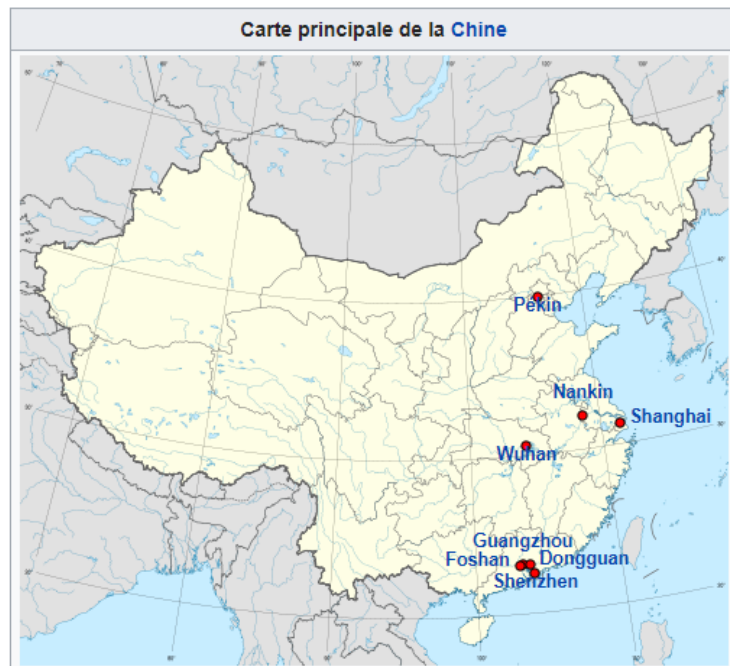 Carte principale de la Chine
Pékin
Nankin
Shanghai
Wuhan
Guangzhou
Foshan
Dongguan
Shenzhen